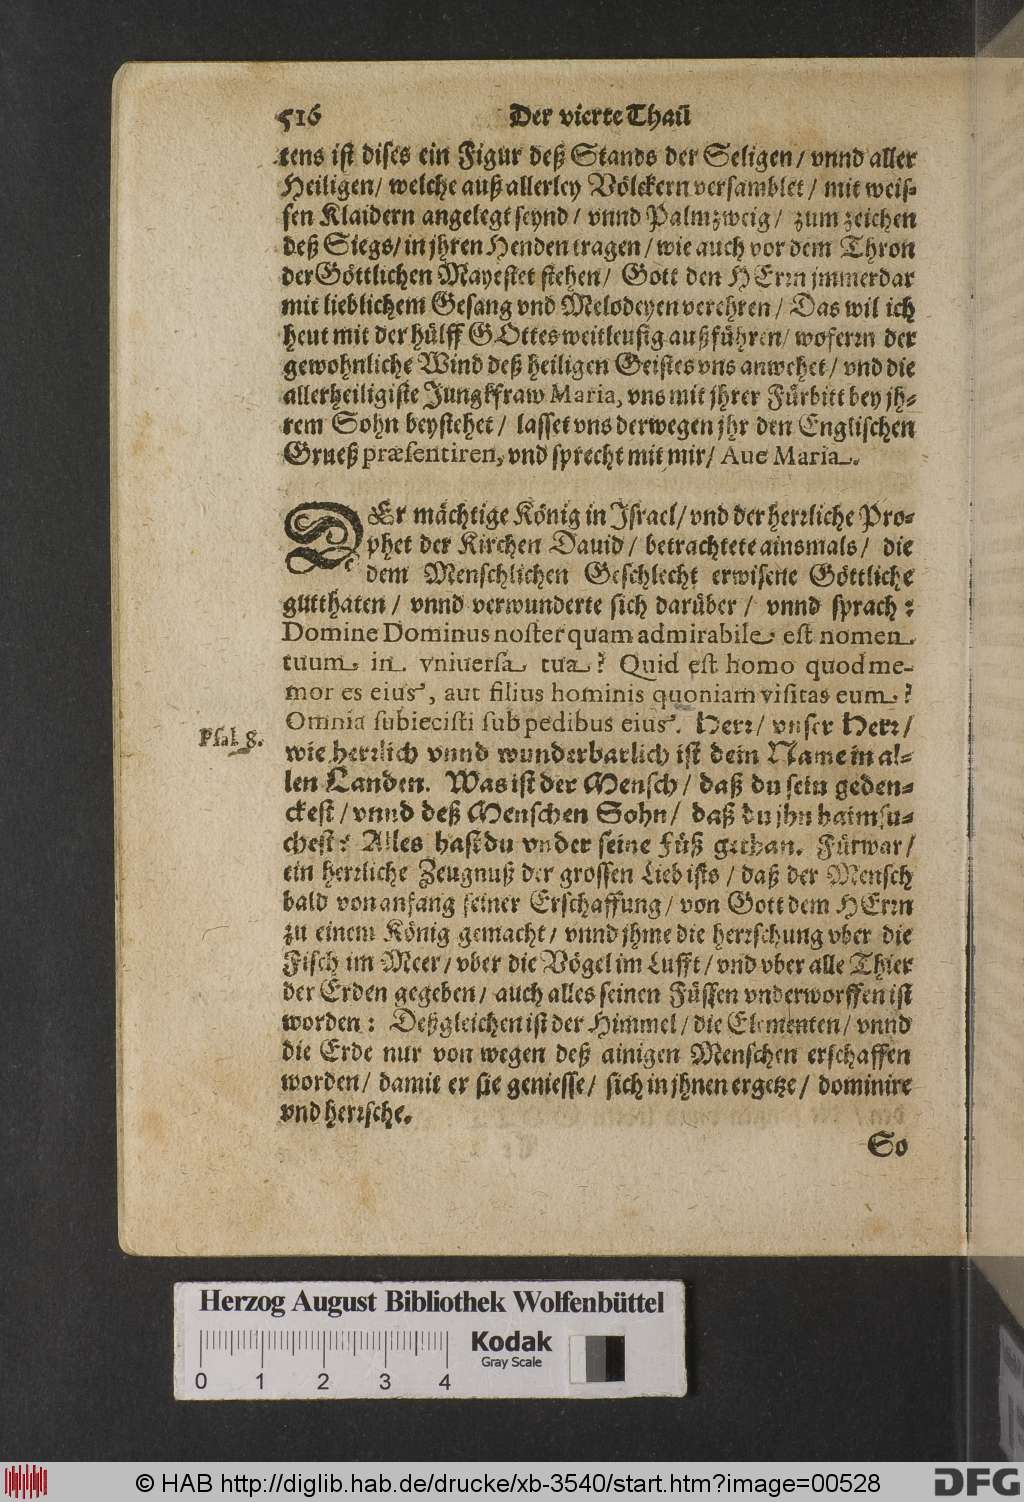 516 Der vierte Thail
tens ist dises ein Figur deß Stands der Seligen / vnnd aller
Heiligen / welche auß allerley Völckern versamblet / mit weis-
sen Klaidern angelegt seynd / vnnd Palmzweig / zum zeichen
deß Siegs / in jhren Henden tragen / wie auch vor dem Thron
der Göttlichen Mayestet stehen / Gott den HErrn jmmerdar
mit lieblichem Gesang vnd Melodeyen verehren / Das wil ich
heut mit der hülff GOttes weitleufig außführen / woferrn der
gewohnliche Wind deß heiligen Geistes vns anwehet / vnd die
allerheiligiste Jungkfraw Maria, vns mit jhrer Fürbitt bey jh-
rem Sohn beystehet / lasset vns derwegen jhr den Englischen
Grueß præsentiren, vnd sprecht mit mir / Aue Maria.
DEr mächtige König in Jsrael / vnd der herrliche Pro-
phet der Kirchen Dauid / betrachtete ainsmals / die
dem Menschlichen Geschlecht erwisene Göttliche
gutthaten / vnnd verwunderte sich darüber / vnnd sprach:
Domine Dominus noster quam admirabile est nomen
tuum in vniuersa tua? Quid est homo quod me-
mor es eius, aut filius hominis quoniam visitas eum?
Omnia subiecisti sub pedibus eius. Herr / vnser Herr /
Psal. 8.
wie herrlich vnnd wunderbarlich ist dein Name in al-
len Landen. Was ist der Mensch / daß du sein geden-
ckest / vnnd deß Menschen Sohn / daß du jhn haimsu-
chest? Alles hast du vnder seine Füß gethan. Fürwar /
ein herrliche Zeugnuß der grossen Lieb ists / daß der Mensch
bald von anfang seiner Erschaffung / von Gott dem HErrn
zu einem König gemacht / vnnd jhme die herrschung vber die
Fisch im Meer / vber die Vögel im Lufft / vnd vber alle Thier
der Erden gegeben / auch alles seinen Füssen vnderworffen ist
worden: Deßgleichen ist der Himmel / die Elementen / vnnd
die Erde nur von wegen deß ainigen Menschen erschaffen
worden / damit er sie geniesse / sich in jhnen ergetze / dominire
vnd herrsche.
So
Herzog August Bibliothek Wolfenbüttel
Kodak
Gray Scale
0 1 2 3 4
© HAB http://diglib.hab.de/drucke/xb-3540/start.htm?image=00528
DFG